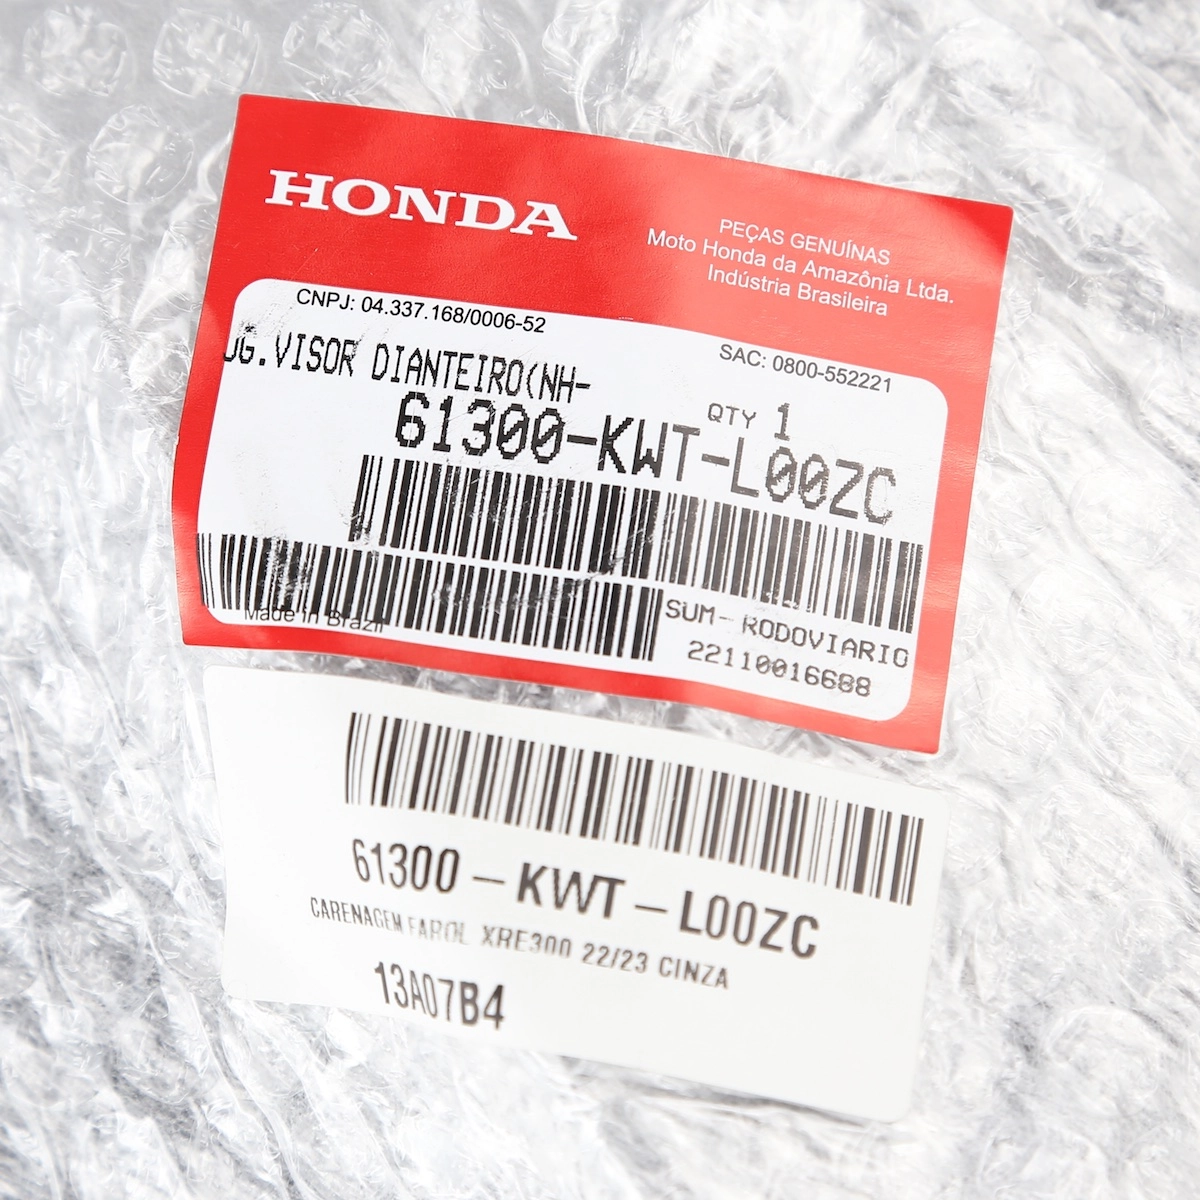 HONDA
PEÇAS GENUÍNAS
Moto Honda da Amazônia Ltda.
Indústria Brasileira
CNPJ: 04.337.168/0006-52
SAC: 0800-552221
JG.VISOR DIANTEIRO(NH-
QTY 1
61300-KWT-L00ZC
Made in Brazil
SUM- RODOVIARIO
22110016688
61300-KWT-L00ZC
CARENAGEM FAROL XRE300 22/23 CINZA
13A07B4